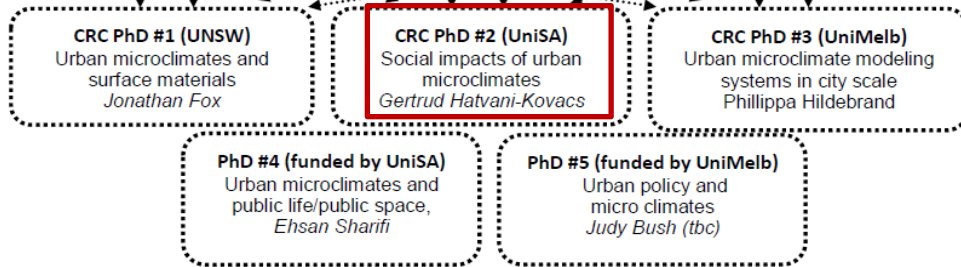 CRC PhD #1 (UNSW)
Urban microclimates and
surface materials
Jonathan Fox
CRC PhD #2 (UniSA)
Social impacts of urban
microclimates
Gertrud Hatvani-Kovacs
CRC PhD #3 (UniMelb)
Urban microclimate modeling
systems in city scale
Phillippa Hildebrand
PhD #4 (funded by UniSA)
Urban microclimates and
public life/public space,
Ehsan Sharifi
PhD #5 (funded by UniMelb)
Urban policy and
micro climates
Judy Bush (tbc)